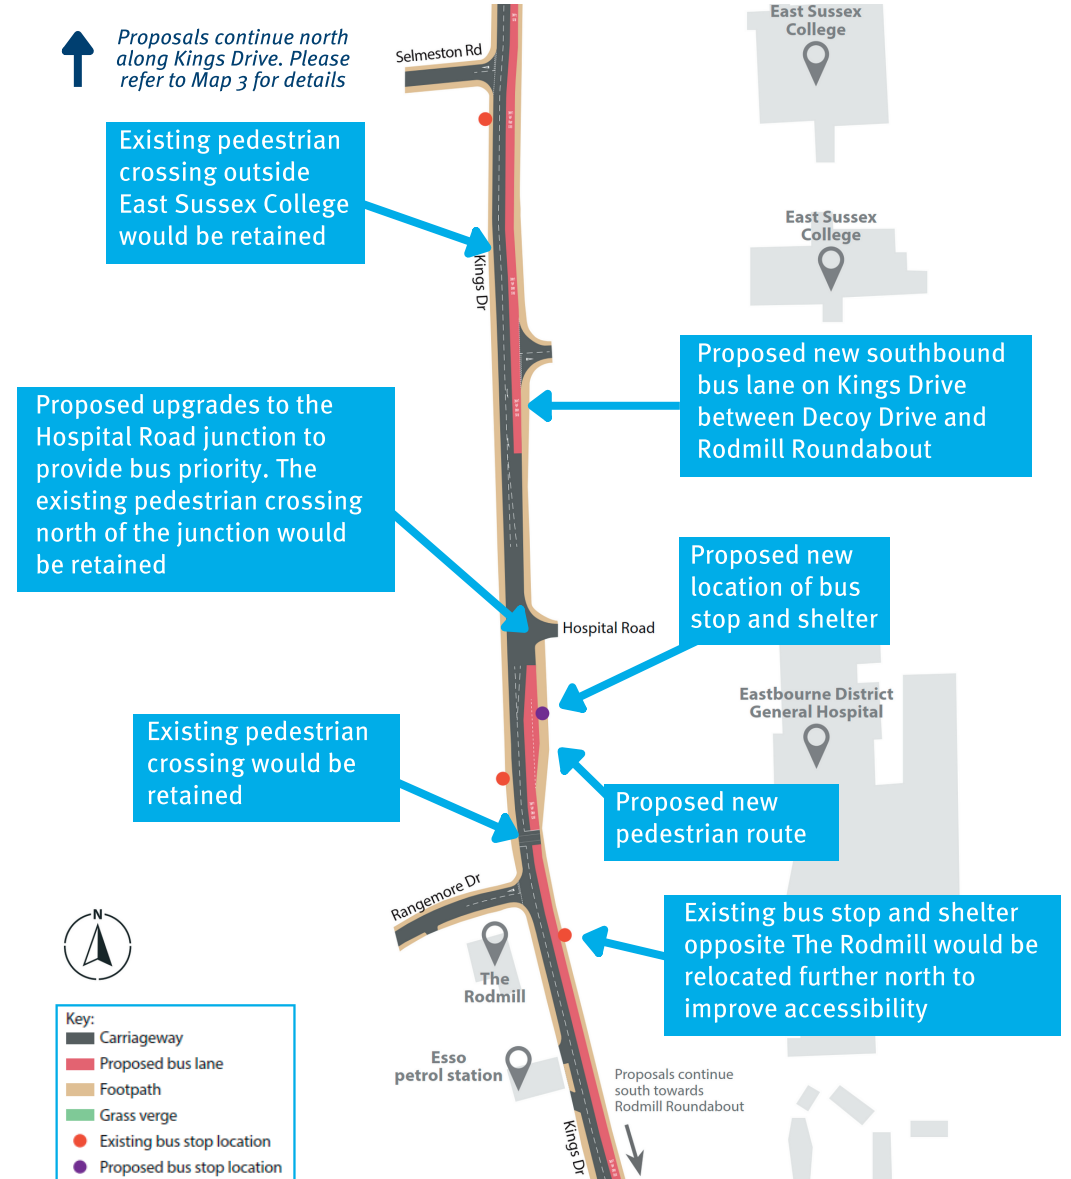 Proposals continue north
along Kings Drive. Please
refer to Map 3 for details
Selmeston Rd
East Sussex
College
Existing pedestrian
crossing outside
East Sussex College
would be retained
East Sussex
College
Kings Dr
Proposed new southbound
bus lane on Kings Drive
between Decoy Drive and
Rodmill Roundabout
Proposed upgrades to the
Hospital Road junction to
provide bus priority. The
existing pedestrian crossing
north of the junction would
be retained
Proposed new
location of bus
stop and shelter
Hospital Road
Eastbourne District
General Hospital
Existing pedestrian
crossing would be
retained
Proposed new
pedestrian route
Rangemore Dr
Existing bus stop and shelter
opposite The Rodmill would be
relocated further north to
improve accessibility
N
The
Rodmill
Esso
petrol station
Proposals continue
south towards
Rodmill Roundabout
Kings Dr
Key:
Carriageway
Proposed bus lane
Footpath
Grass verge
Existing bus stop location
Proposed bus stop location